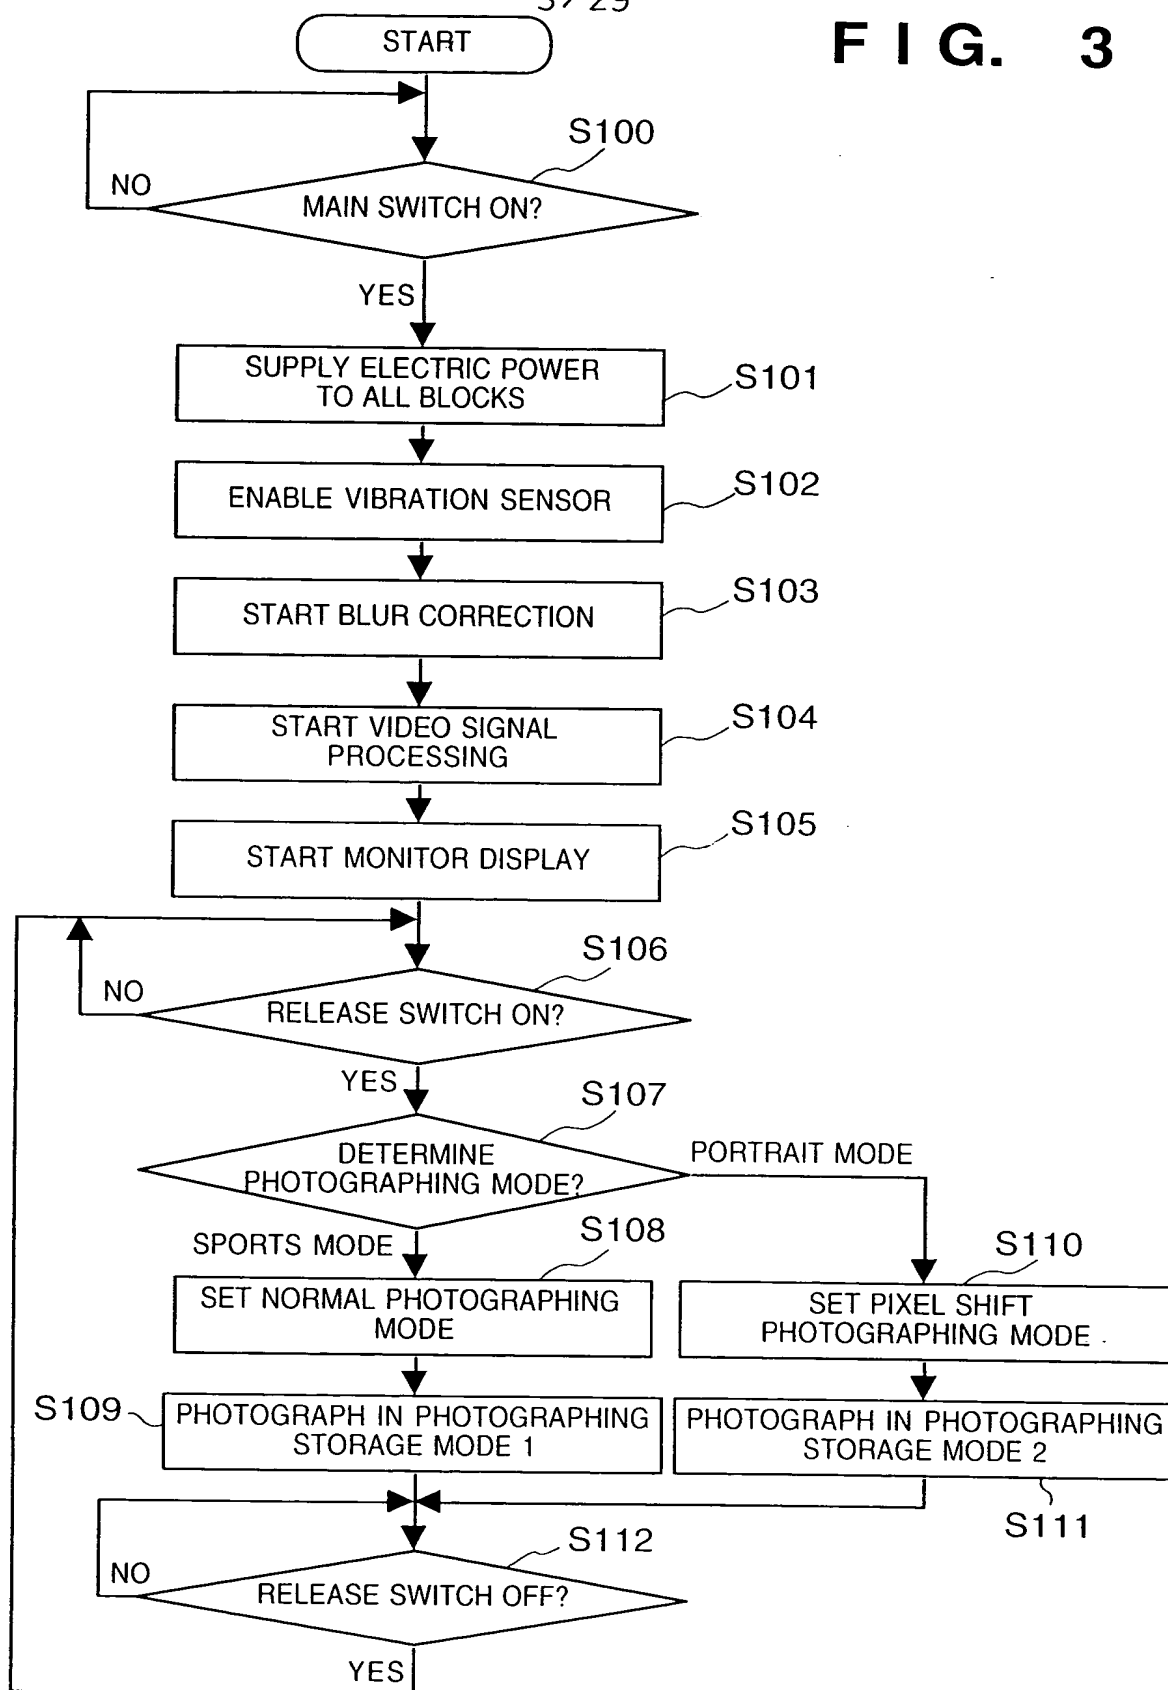 3/29
START
FIG. 3
S100
NO
MAIN SWITCH ON?
YES
SUPPLY ELECTRIC POWER
TO ALL BLOCKS
S101
ENABLE VIBRATION SENSOR
S102
START BLUR CORRECTION
S103
START VIDEO SIGNAL
PROCESSING
S104
START MONITOR DISPLAY
S105
S106
NO
RELEASE SWITCH ON?
YES
S107
DETERMINE
PHOTOGRAPHING MODE?
PORTRAIT MODE
SPORTS MODE
S108
SET NORMAL PHOTOGRAPHING
MODE
S110
SET PIXEL SHIFT
PHOTOGRAPHING MODE
S109
PHOTOGRAPH IN PHOTOGRAPHING
STORAGE MODE 1
PHOTOGRAPH IN PHOTOGRAPHING
STORAGE MODE 2
S111
S112
NO
RELEASE SWITCH OFF?
YES